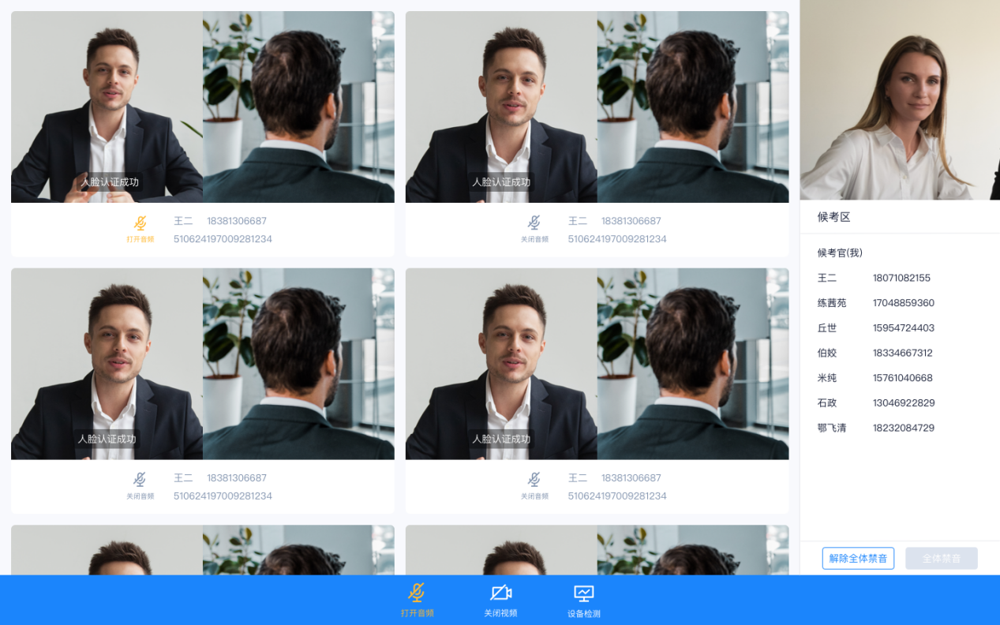 人脸认证成功
人脸认证成功
打开音频
王二 18381306687
510624197009281234
关闭音频
王二 18381306687
510624197009281234
人脸认证成功
人脸认证成功
关闭音频
王二 18381306687
510624197009281234
关闭音频
王二 18381306687
510624197009281234
候考区
候考官(我)
王二 18071082155
练茜苑 17048859360
丘世 15954724403
伯姣 18334667312
米纯 15761040668
石政 13046922829
鄂飞清 18232084729
解除全体禁音
全体禁音
打开音频
关闭视频
设备检测